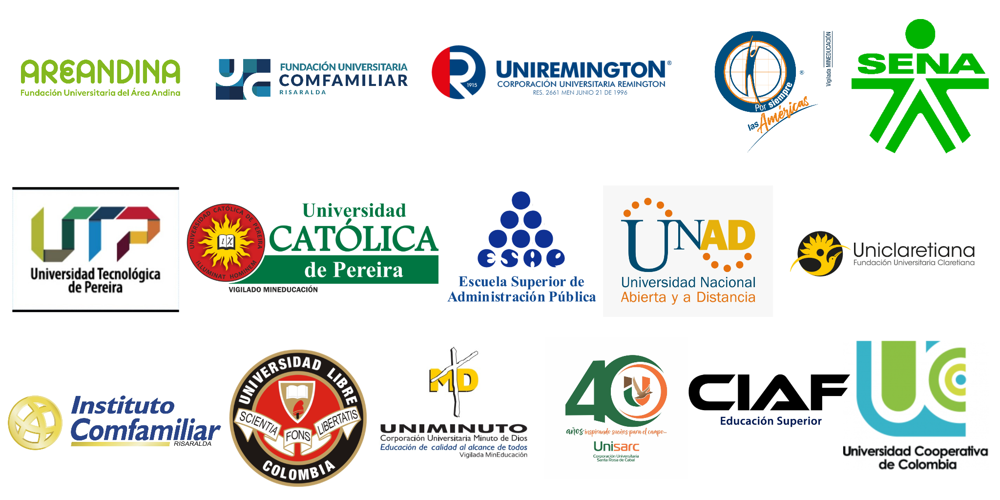 AREANDINA
Fundación Universitaria del Área Andina
UC
FUNDACIÓN UNIVERSITARIA
COMFAMILIAR
RISARALDA
R
1915
UNIREMINGTON®
CORPORACIÓN UNIVERSITARIA REMINGTON
RES. 2661 MEN JUNIO 21 DE 1996
Por siempre
las Américas
®
Vigilada MINEDUCACIÓN
SENA
UTP
Universidad Tecnológica
de Pereira
UNIVERSIDAD CATÓLICA DE PEREIRA
ILLUMINAT HOMINEM
Universidad
CATÓLICA
de Pereira
VIGILADO MINEDUCACIÓN
ESAP
Escuela Superior de
Administración Pública
UNAD
Universidad Nacional
Abierta y a Distancia
Uniclaretiana
Fundación Universitaria Claretiana
Instituto
Comfamiliar
RISARALDA
UNIVERSIDAD LIBRE
SCIENTIA FONS LIBERTATIS
COLOMBIA
MD
UNIMINUTO
Corporación Universitaria Minuto de Dios
Educación de calidad al alcance de todos
Vigilada MinEducación
40
años inspirando sueños para el campo...
Unisarc
Corporación Universitaria
Santa Rosa de Cabal
CIAF
Educación Superior
UC
Universidad Cooperativa
de Colombia